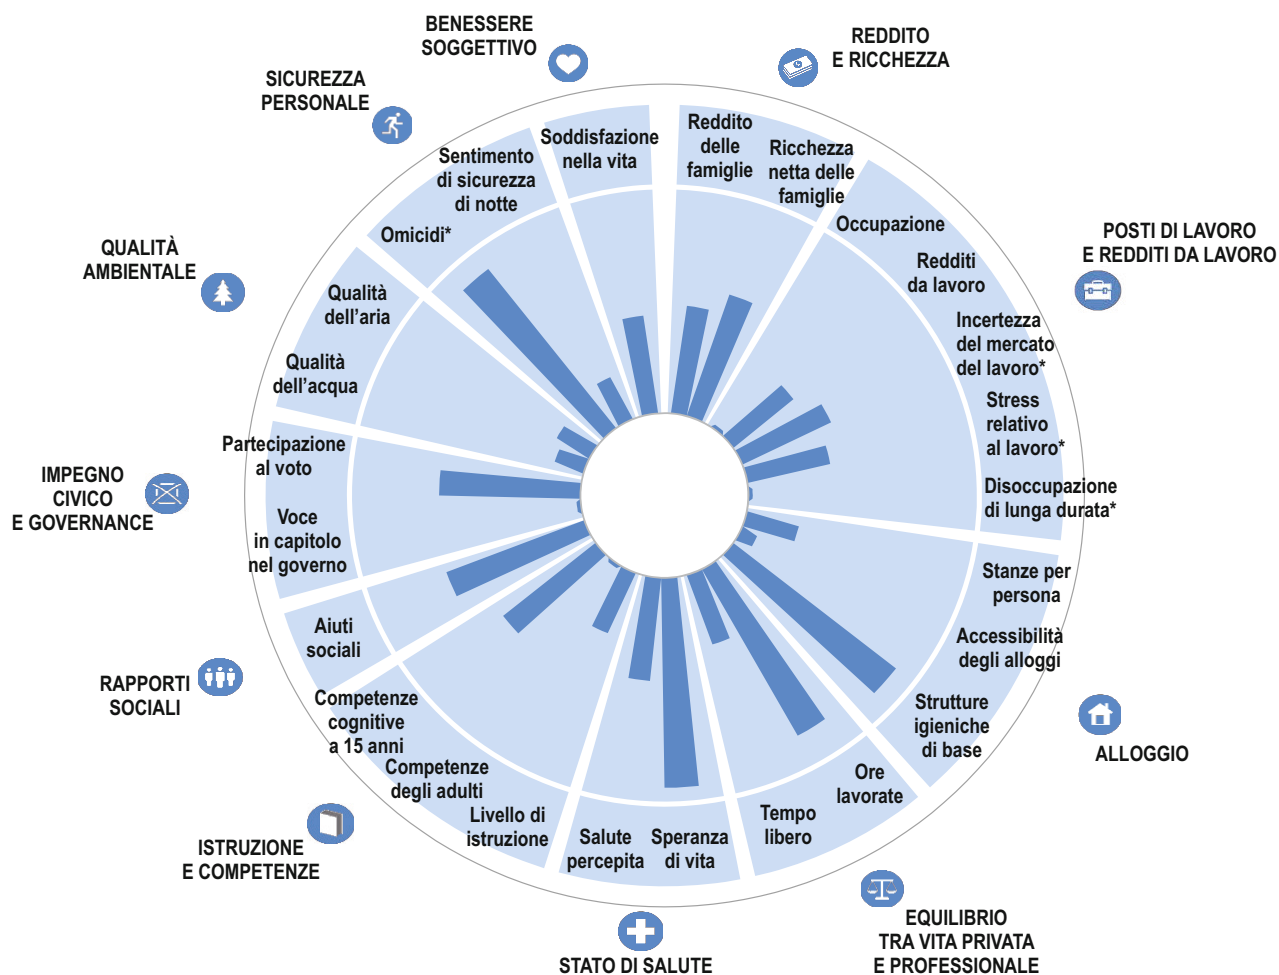 BENESSERE
SOGGETTIVO
REDDITO
E RICCHEZZA
SICUREZZA
PERSONALE
Soddisfazione
nella vita
Reddito
delle
famiglie
Ricchezza
netta delle
famiglie
Sentimento
di sicurezza
di notte
Omicidi*
Occupazione
Redditi
da lavoro
POSTI DI LAVORO
E REDDITI DA LAVORO
QUALITÀ
AMBIENTALE
Qualità
dell'aria
Qualità
dell'acqua
Incertezza
del mercato
del lavoro*
Stress
relativo
al lavoro*
Disoccupazione
di lunga durata*
Partecipazione
al voto
IMPEGNO
CIVICO
E GOVERNANCE
Voce
in capitolo
nel governo
Stanze per
persona
Accessibilità
degli alloggi
Strutture
igieniche
di base
ALLOGGIO
Aiuti
sociali
RAPPORTI
SOCIALI
Competenze
cognitive
a 15 anni
Competenze
degli adulti
Livello di
istruzione
ISTRUZIONE
E COMPETENZE
Salute
percepita
Speranza
di vita
Tempo
libero
Ore
lavorate
STATO DI SALUTE
EQUILIBRIO
TRA VITA PRIVATA
E PROFESSIONALE